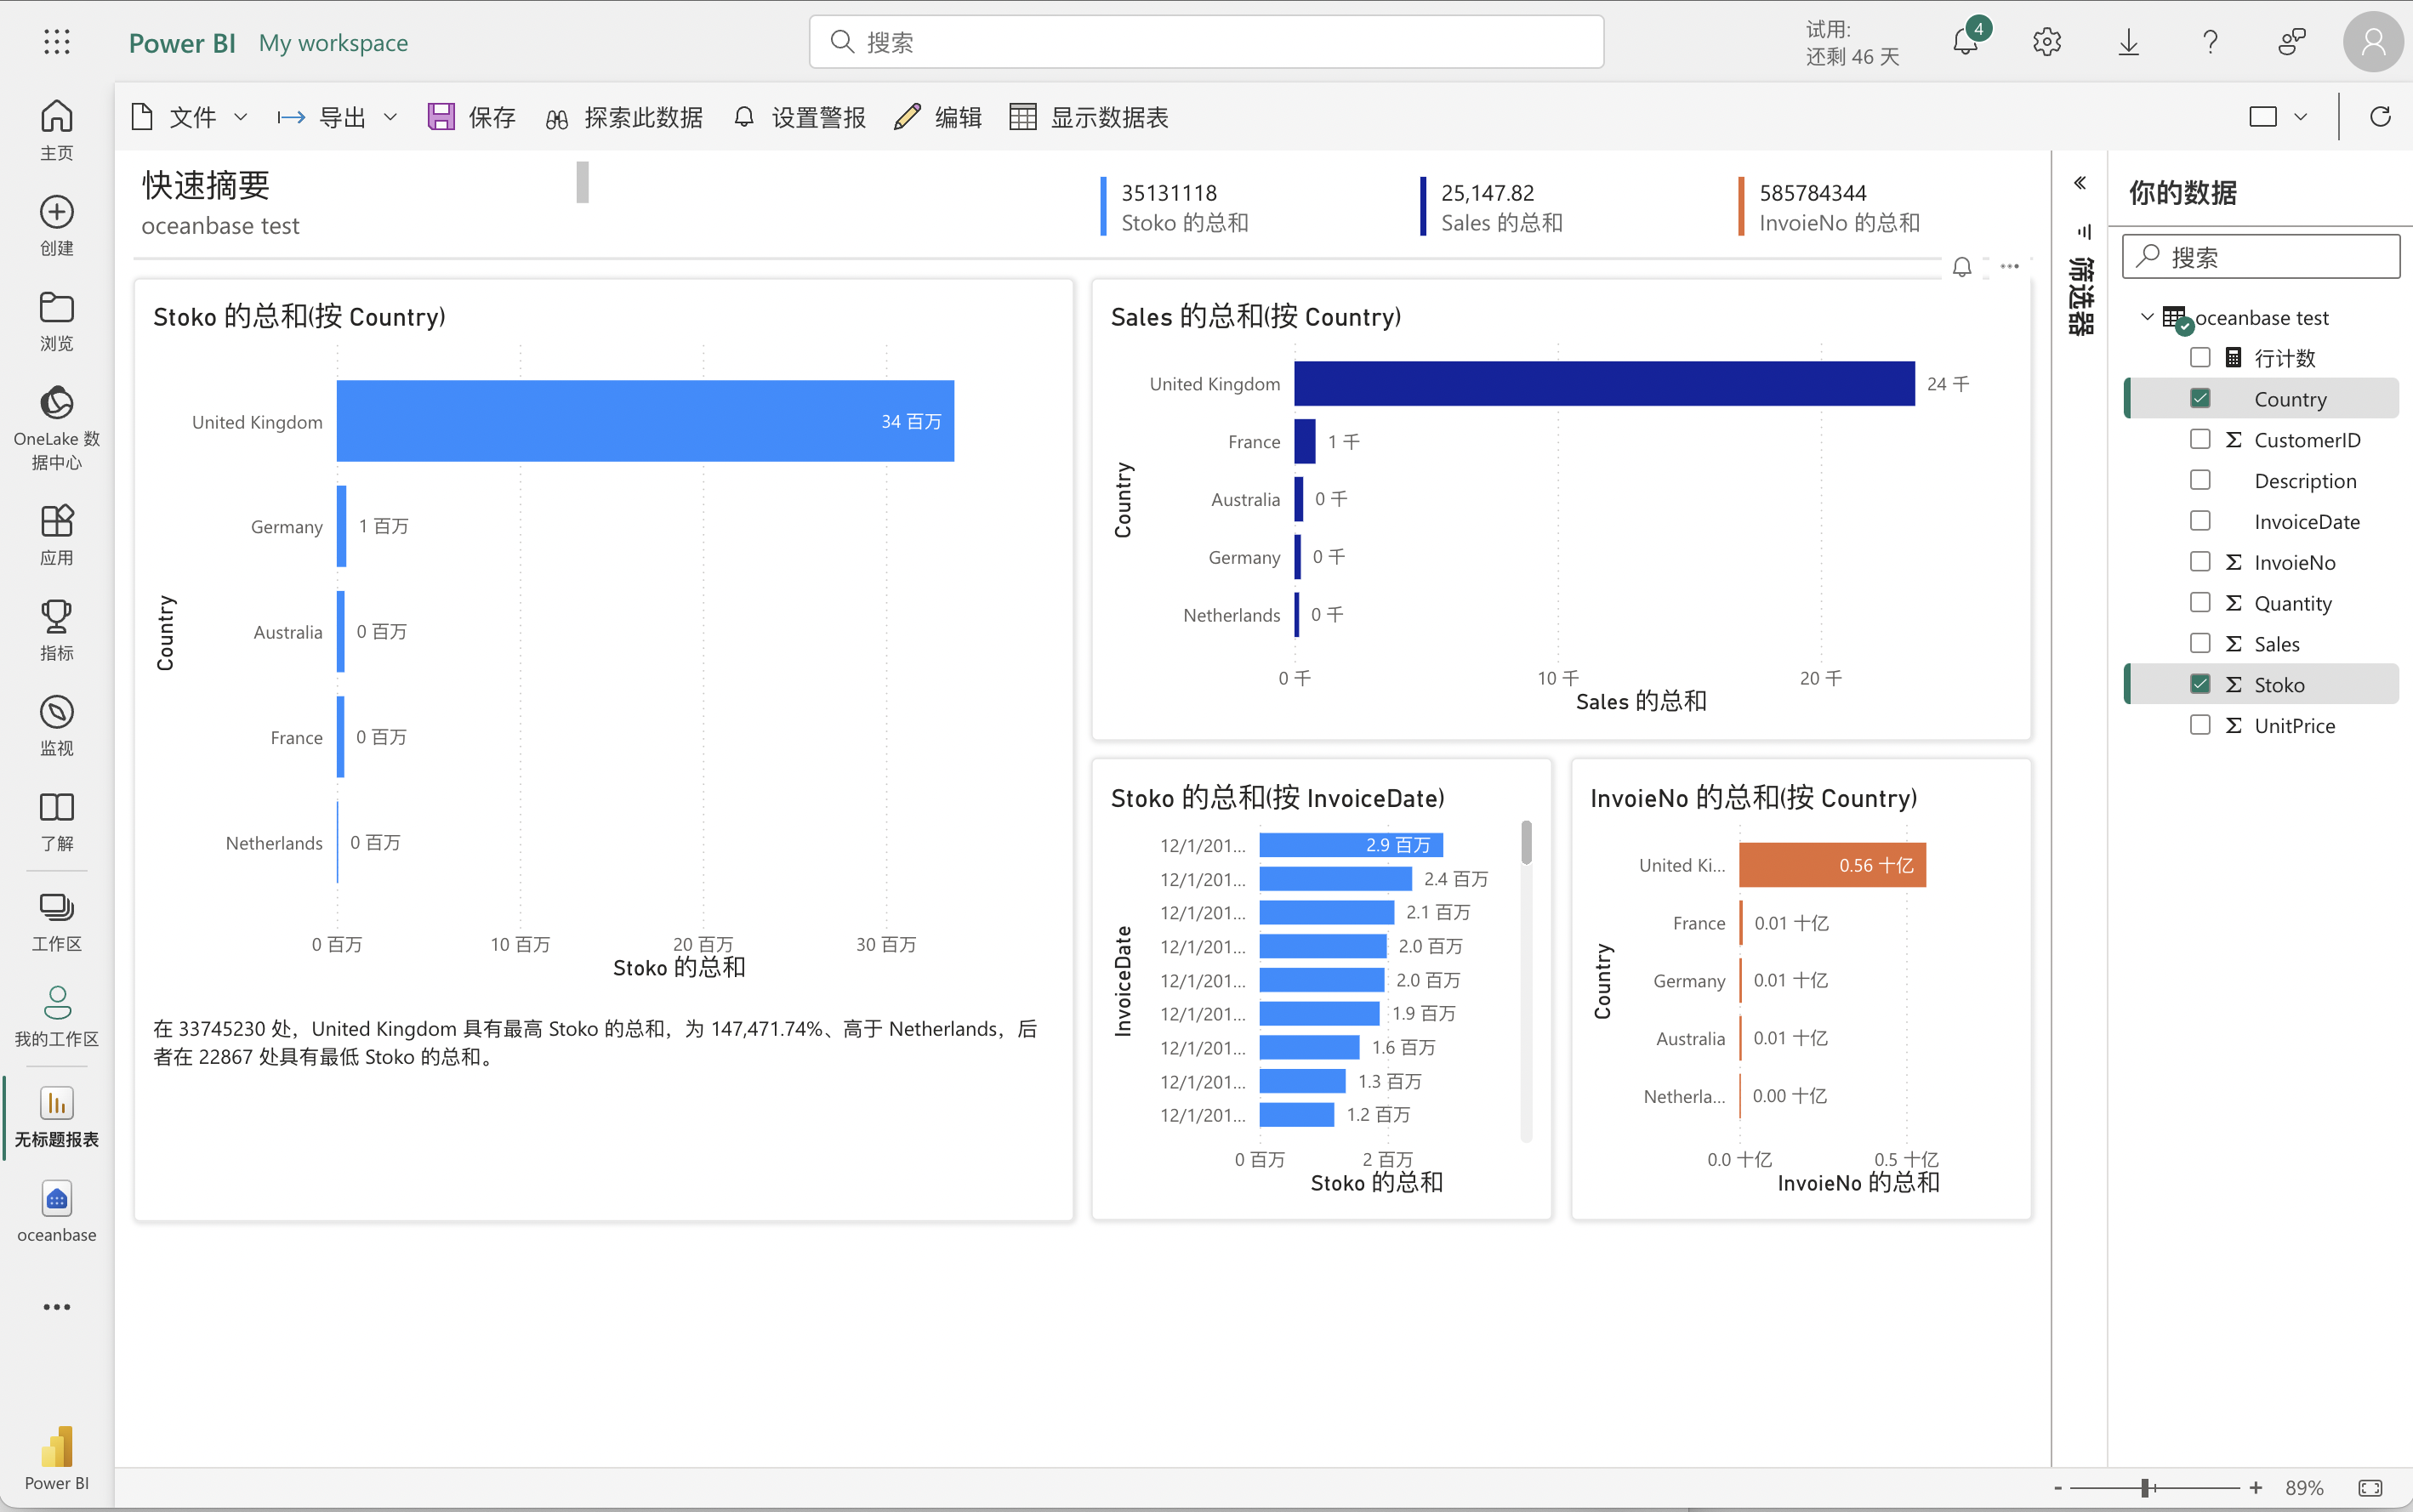 Power BI My workspace
搜索
试用:
还剩 46 天
4
文件
导出
保存
探索此数据
设置警报
编辑
显示数据表
主页
创建
浏览
OneLake 数
据中心
应用
指标
监视
了解
工作区
我的工作区
无标题报表
oceanbase
Power BI
快速摘要
oceanbase test
35131118
Stoko 的总和
25,147.82
Sales 的总和
585784344
InvoieNo 的总和
Stoko 的总和(按 Country)
Country
United Kingdom 34 百万
Germany 1 百万
Australia 0 百万
France 0 百万
Netherlands 0 百万
0 百万 10 百万 20 百万 30 百万
Stoko 的总和
在 33745230 处，United Kingdom 具有最高 Stoko 的总和，为 147,471.74%、高于 Netherlands，后
者在 22867 处具有最低 Stoko 的总和。
Sales 的总和(按 Country)
Country
United Kingdom 24 千
France 1 千
Australia 0 千
Germany 0 千
Netherlands 0 千
0 千 10 千 20 千
Sales 的总和
Stoko 的总和(按 InvoiceDate)
InvoiceDate
12/1/201... 2.9 百万
12/1/201... 2.4 百万
12/1/201... 2.1 百万
12/1/201... 2.0 百万
12/1/201... 2.0 百万
12/1/201... 1.9 百万
12/1/201... 1.6 百万
12/1/201... 1.3 百万
12/1/201... 1.2 百万
0 百万 2 百万
Stoko 的总和
InvoieNo 的总和(按 Country)
Country
United Ki... 0.56 十亿
France 0.01 十亿
Germany 0.01 十亿
Australia 0.01 十亿
Netherla... 0.00 十亿
0.0 十亿 0.5 十亿
InvoieNo 的总和
筛选器
你的数据
搜索
oceanbase test
行计数
Country
CustomerID
Description
InvoiceDate
InvoieNo
Quantity
Sales
Stoko
UnitPrice
- + 89%